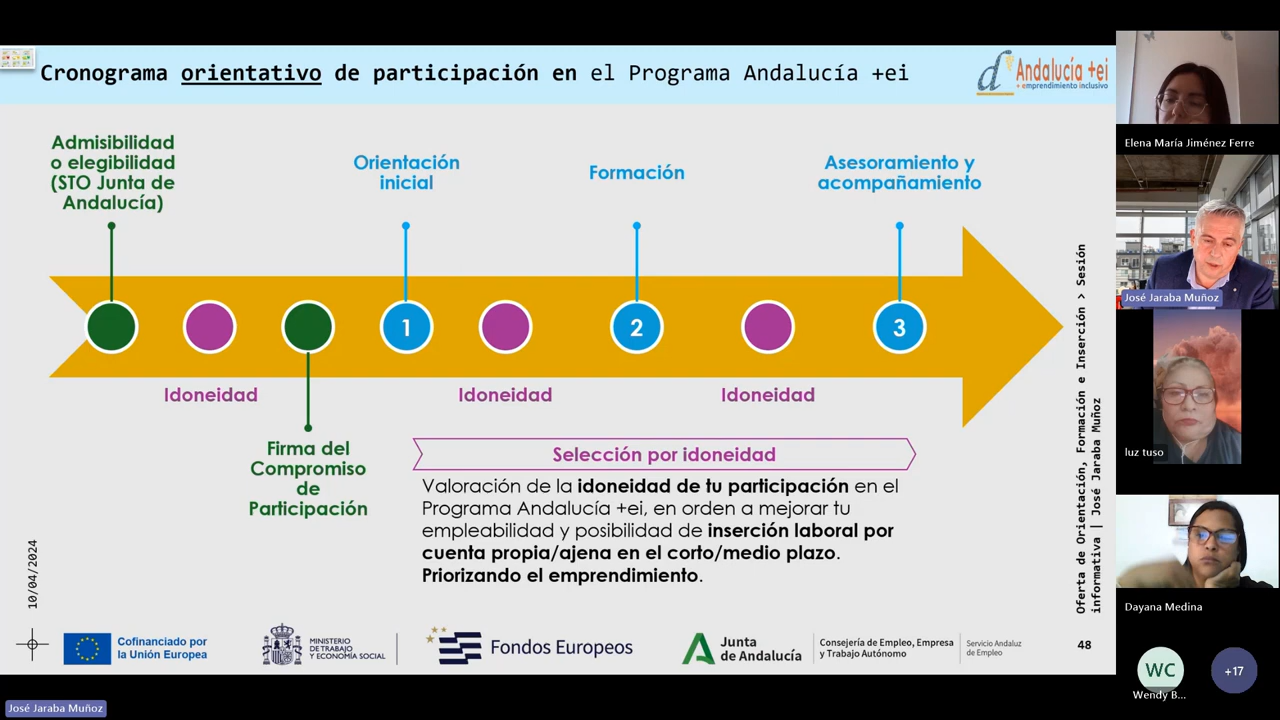 Cronograma orientativo de participación en el Programa Andalucía +ei
Andalucía +ei
+ emprendimiento inclusivo
Admisibilidad
o elegibilidad
(STO Junta de
Andalucía)
Orientación
inicial
Formación
Asesoramiento y
acompañamiento
1
2
3
Idoneidad
Idoneidad
Idoneidad
Firma del
Compromiso
de
Participación
Selección por idoneidad
Valoración de la idoneidad de tu participación en el
Programa Andalucía +ei, en orden a mejorar tu
empleabilidad y posibilidad de inserción laboral por
cuenta propia/ajena en el corto/medio plazo.
Priorizando el emprendimiento.
10/04/2024
Oferta de Orientación, Formación e Inserción > Sesión
informativa | José Jaraba Muñoz
Cofinanciado por
la Unión Europea
MINISTERIO
DE TRABAJO
Y ECONOMÍA SOCIAL
Fondos Europeos
Junta
de Andalucía
Consejería de Empleo, Empresa
y Trabajo Autónomo
Servicio Andaluz
de Empleo
48
Elena María Jiménez Ferre
José Jaraba Muñoz
luz tuso
Dayana Medina
WC
Wendy B...
+17
José Jaraba Muñoz